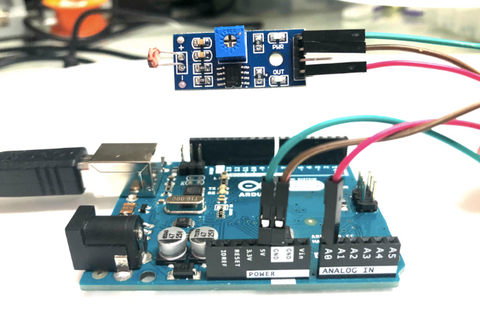 +
PWR
OUT
-
ARDU
IOREF
RESET
3.3V
5V
GND
GND
Vin
POWER
A0
A1
A2
A3
A4
A5
ANALOG IN